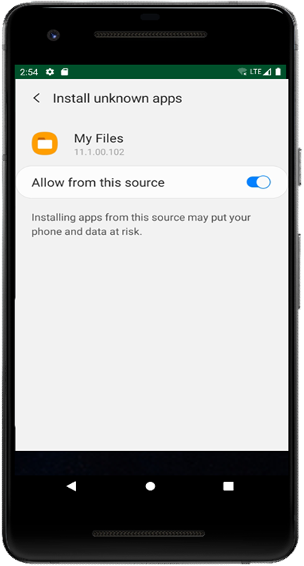 2:54
LTE
Install unknown apps
My Files
11.1.00.102
Allow from this source
Installing apps from this source may put your
phone and data at risk.